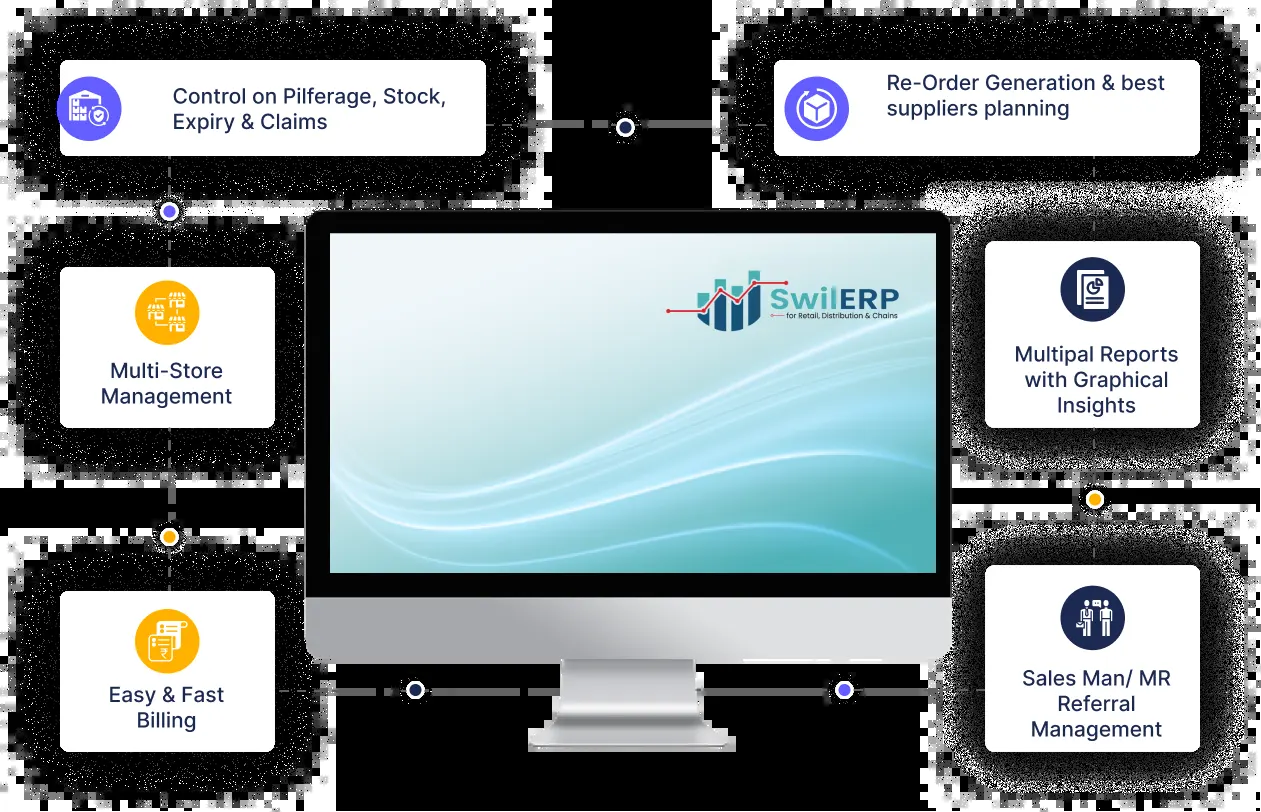 Control on Pilferage, Stock,
Expiry & Claims
Re-Order Generation & best
suppliers planning
SwilERP
for Retail, Distribution & Chains
Multi-Store
Management
Multipal Reports
with Graphical
Insights
Easy & Fast
Billing
Sales Man/ MR
Referral
Management